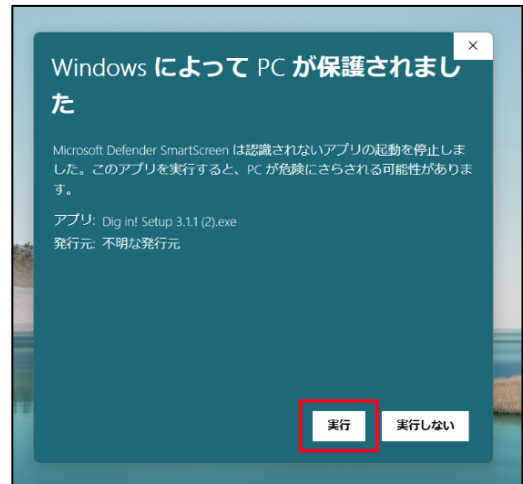 Windows によって PC が保護されまし
た
Microsoft Defender SmartScreen は認識されないアプリの起動を停止しま
した。このアプリを実行すると、PC が危険にさらされる可能性がありま
す。
アプリ: Dig in! Setup 3.1.1 (2).exe
発行元: 不明な発行元
実行 実行しない